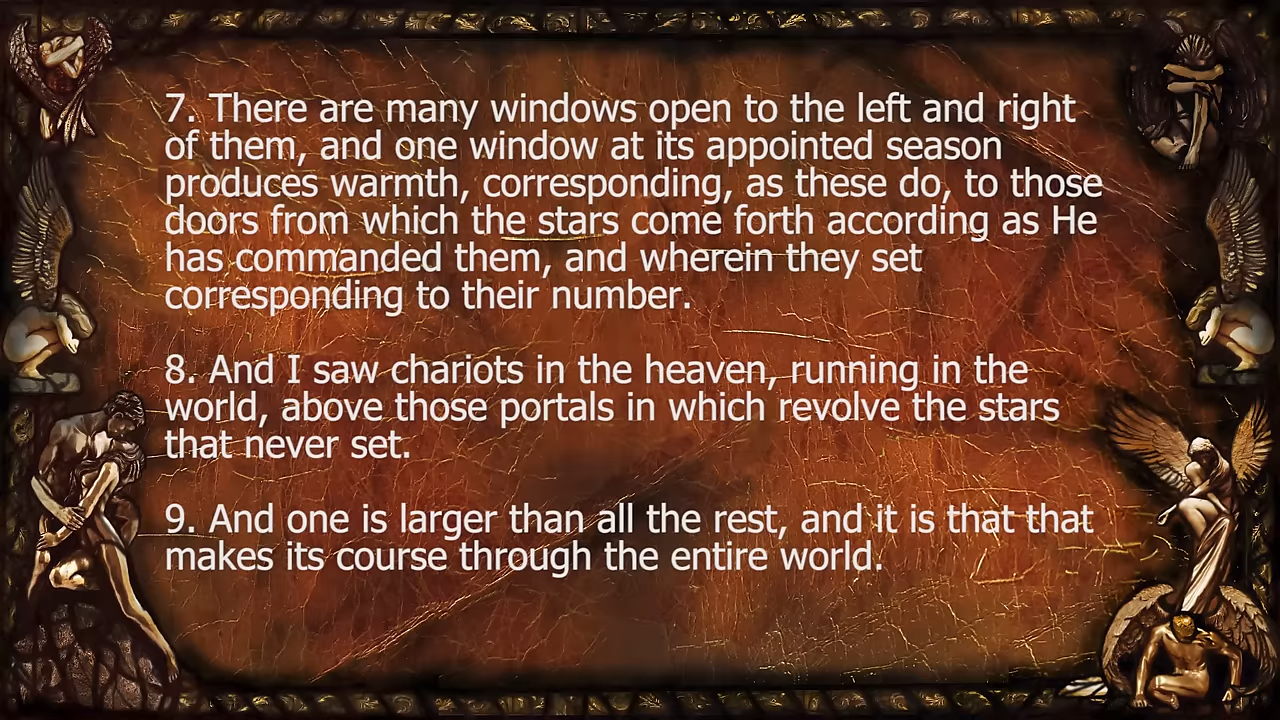 7. There are many windows open to the left and right
of them, and one window at its appointed season
produces warmth, corresponding, as these do, to those
doors from which the stars come forth according as He
has commanded them, and wherein they set
corresponding to their number.
8. And I saw chariots in the heaven, running in the
world, above those portals in which revolve the stars
that never set.
9. And one is larger than all the rest, and it is that that
makes its course through the entire world.